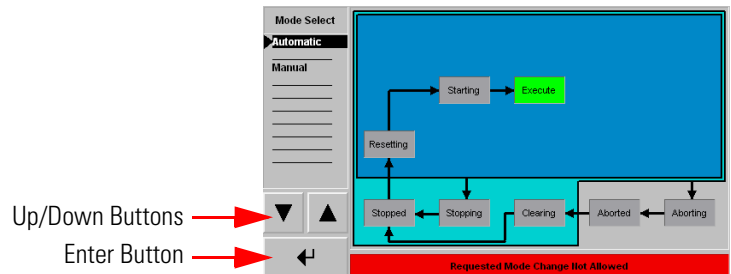 Mode Select
Automatic
Manual
Starting
Execute
Resetting
Stopped
Stopping
Clearing
Aborted
Aborting
Up/Down Buttons
Enter Button
Requested Mode Change Not Allowed